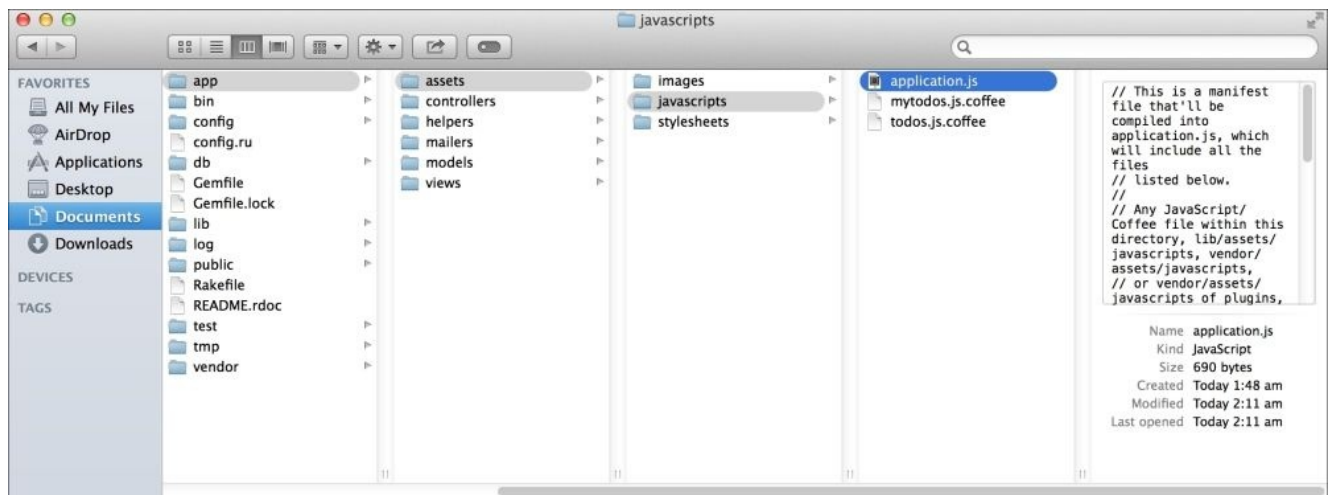 javascripts
FAVORITES
All My Files
AirDrop
Applications
Desktop
Documents
Downloads
DEVICES
TAGS
app
bin
config
config.ru
db
Gemfile
Gemfile.lock
lib
log
public
Rakefile
README.rdoc
test
tmp
vendor
assets
controllers
helpers
mailers
models
views
images
javascripts
stylesheets
application.js
mytodos.js.coffee
todos.js.coffee
// This is a manifest
file that'll be
compiled into
application.js, which
will include all the
files
// listed below.
//
// Any JavaScript/
Coffee file within this
directory, lib/assets/
javascripts, vendor/
assets/javascripts,
// or vendor/assets/
javascripts of plugins,
Name application.js
Kind JavaScript
Size 690 bytes
Created Today 1:48 am
Modified Today 2:11 am
Last opened Today 2:11 am